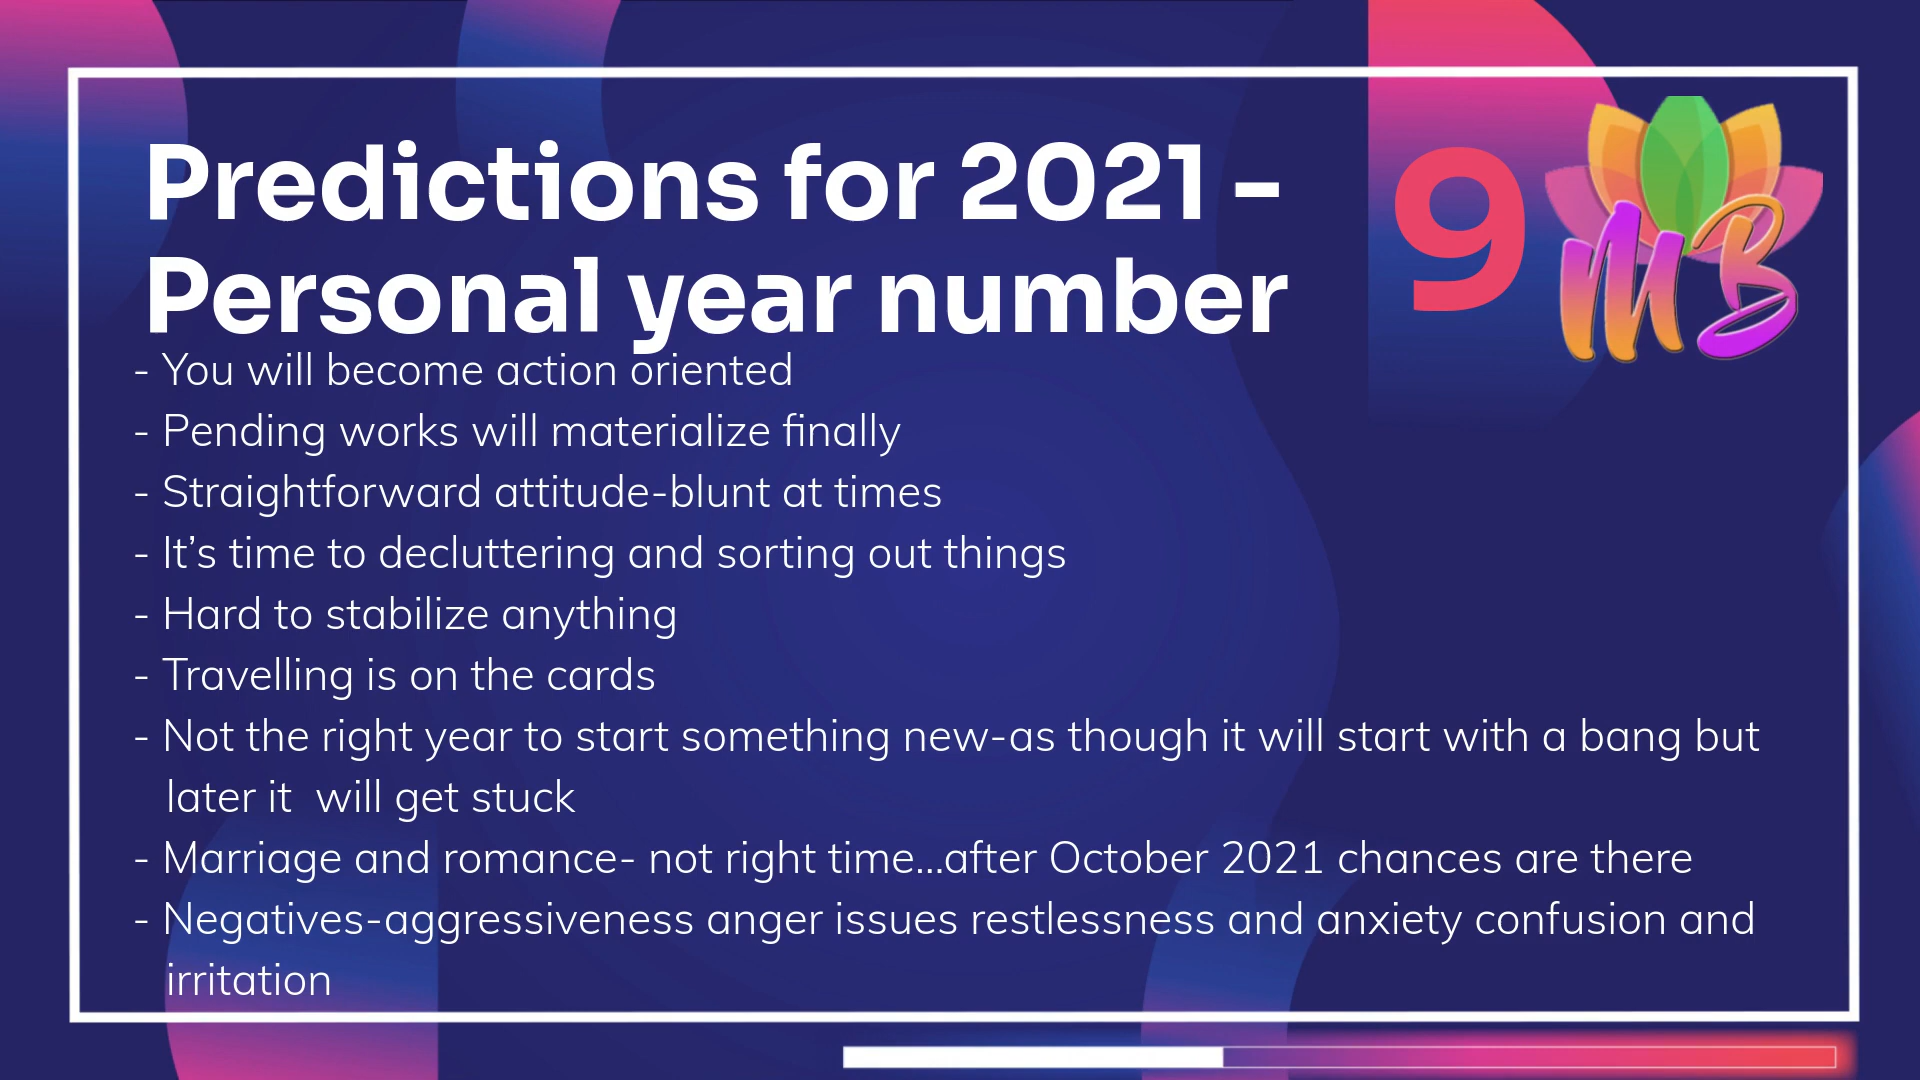 Predictions for 2021 -
Personal year number
9
MB
- You will become action oriented
- Pending works will materialize finally
- Straightforward attitude-blunt at times
- It’s time to decluttering and sorting out things
- Hard to stabilize anything
- Travelling is on the cards
- Not the right year to start something new-as though it will start with a bang but
later it  will get stuck
- Marriage and romance- not right time...after October 2021 chances are there
- Negatives-aggressiveness anger issues restlessness and anxiety confusion and
irritation